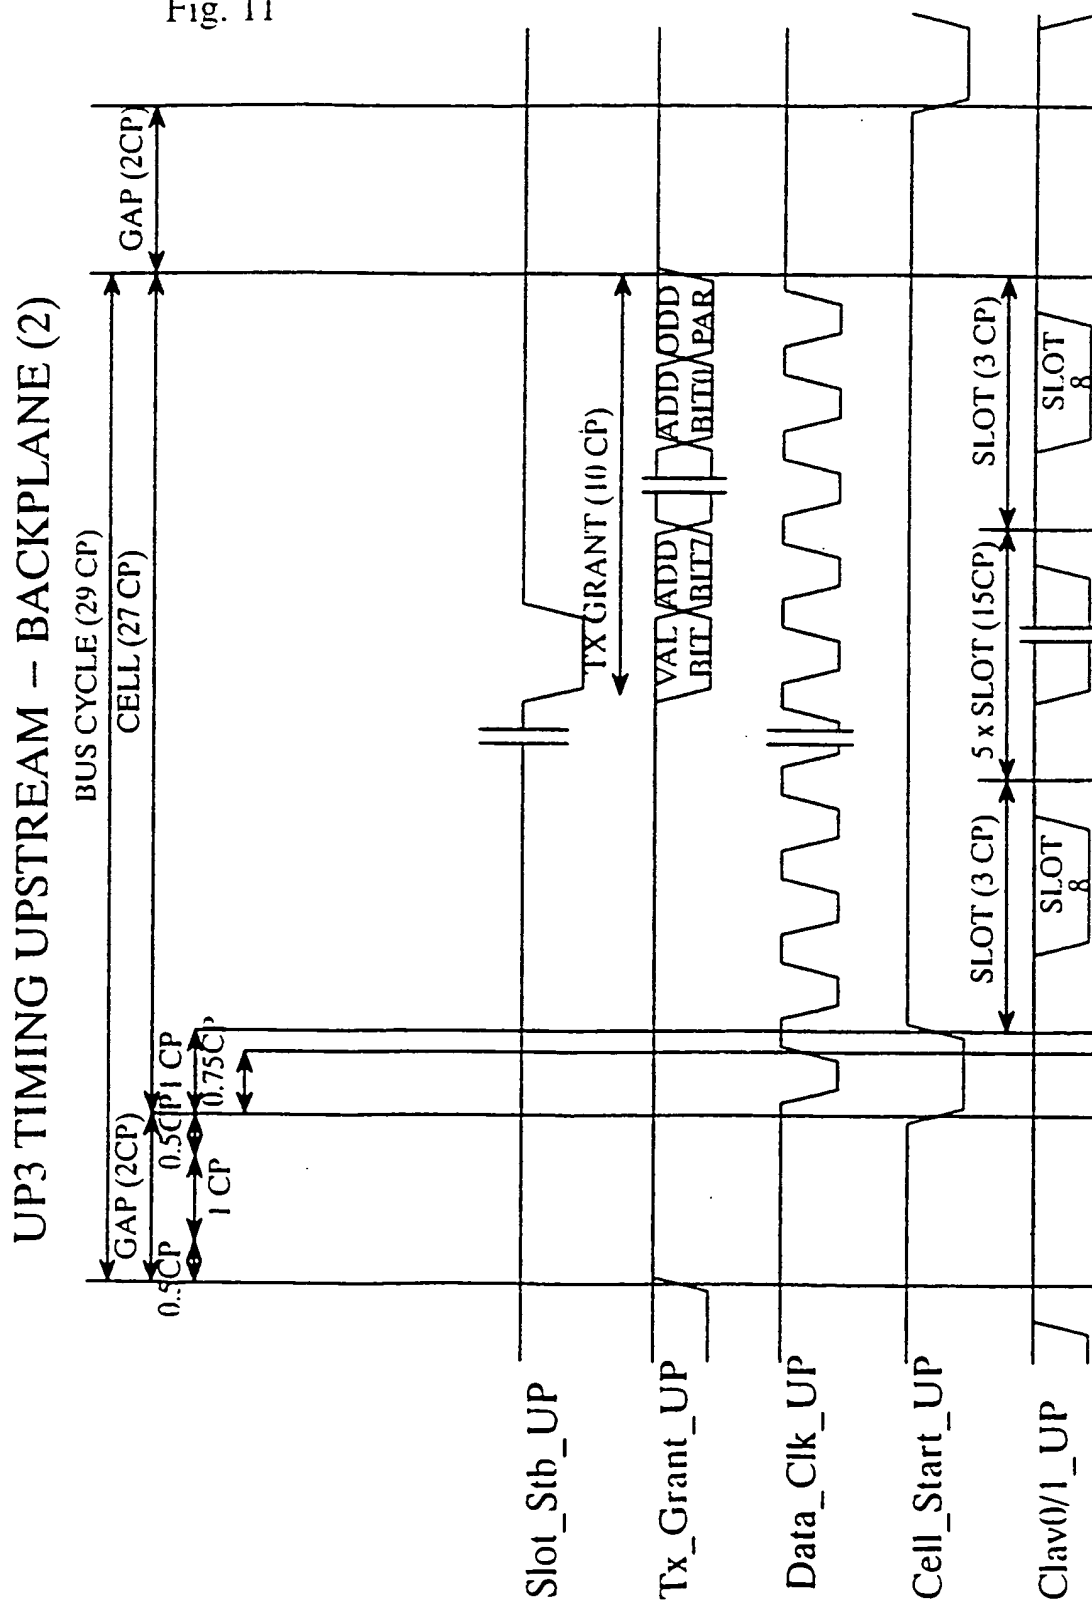 Fig. 11
UP3 TIMING UPSTREAM – BACKPLANE (2)
BUS CYCLE (29 CP)
GAP (2CP)
CELL (27 CP)
GAP (2CP)
0.5CP
1 CP
0.5CP
1 CP
0.75CP
Slot_Stb_UP
TX GRANT (10 CP)
Tx_Grant_UP
VAL BIT
ADD BIT7
ADD BIT0
ODD PAR
Data_Clk_UP
Cell_Start_UP
SLOT (3 CP)
5 x SLOT (15CP)
SLOT (3 CP)
Clav0/1_UP
SLOT 8
SLOT 8